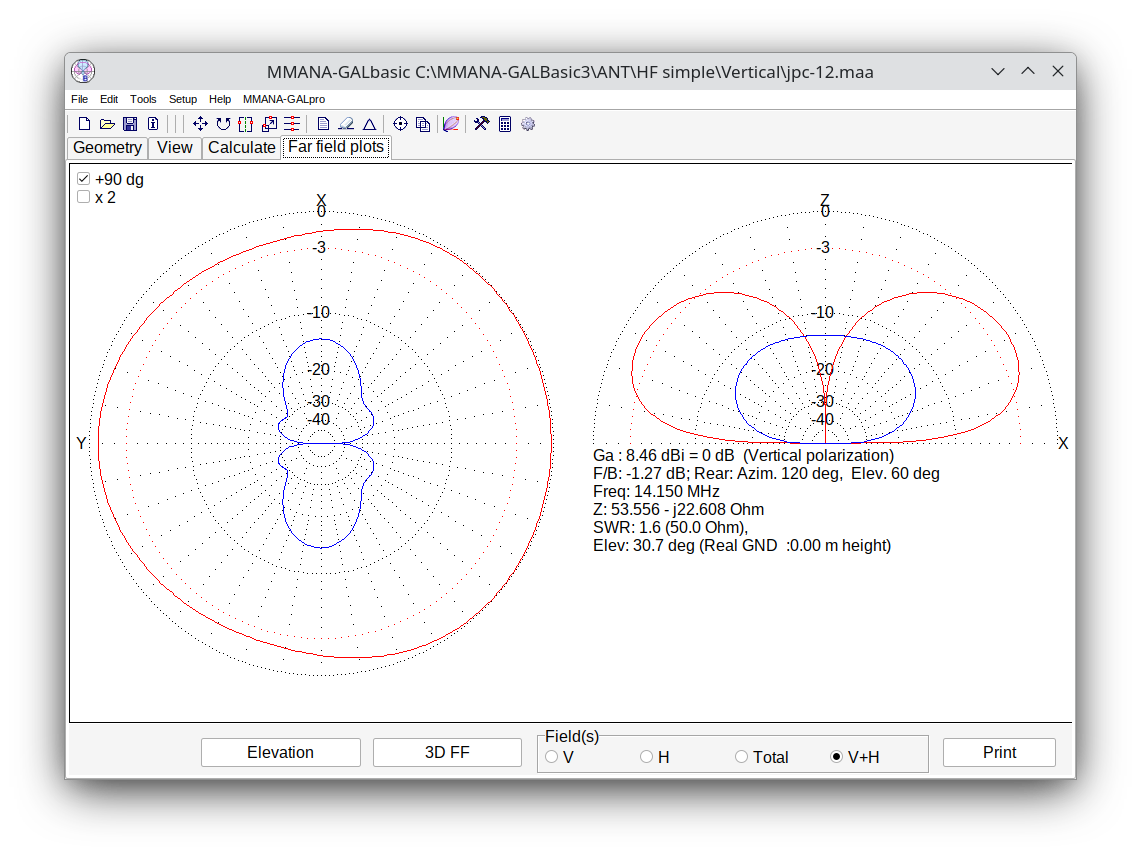 MMANA-GALbasic C:\MMANA-GALBasic3\ANT\HF simple\Vertical\jpc-12.maa
File Edit Tools Setup Help MMANA-GALpro
Geometry View Calculate Far field plots
+90 dg
x 2
X
0
-3
-10
-20
-30
-40
Y
Z
0
-3
-10
-20
-30
-40
X
Ga : 8.46 dBi = 0 dB (Vertical polarization)
F/B: -1.27 dB; Rear: Azim. 120 deg, Elev. 60 deg
Freq: 14.150 MHz
Z: 53.556 - j22.608 Ohm
SWR: 1.6 (50.0 Ohm),
Elev: 30.7 deg (Real GND :0.00 m height)
Elevation 3D FF
Field(s)
V H Total V+H
Print